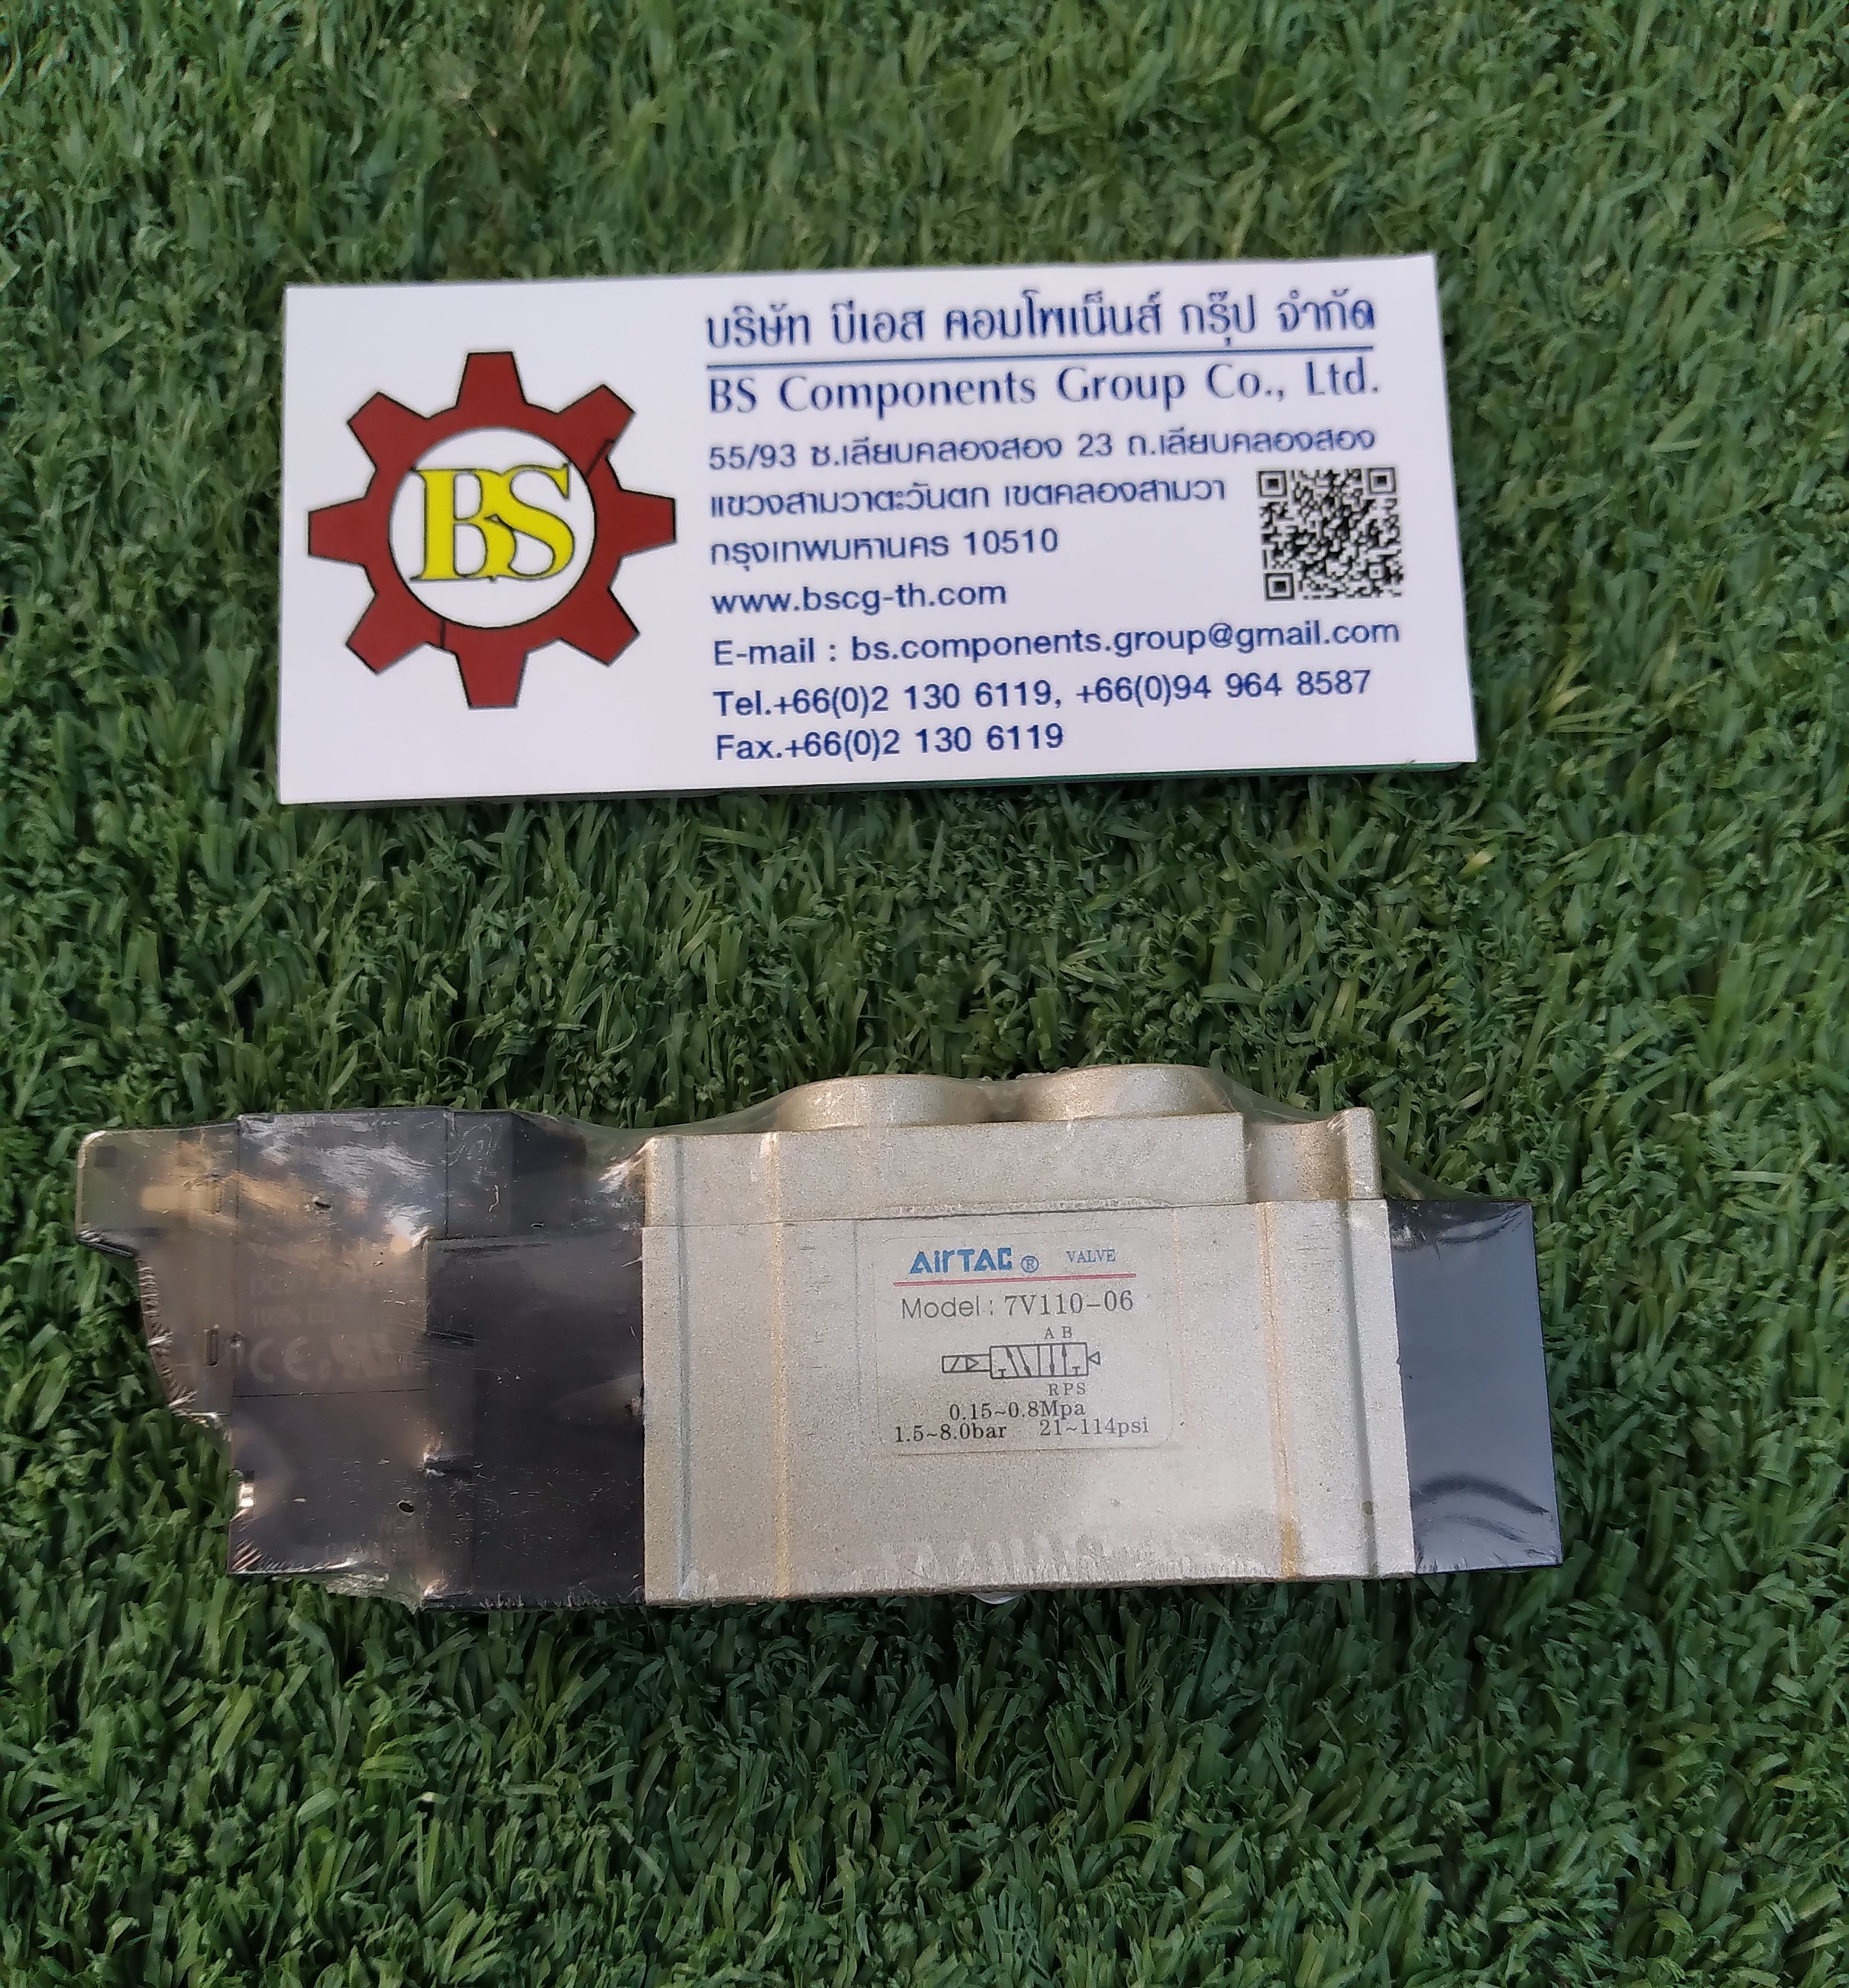 บริษัท บีเอส คอมโพเน็นส์ กรุ๊ป จำกัด
BS Components Group Co., Ltd.
55/93 ซ.เลียบคลองสอง 23 ถ.เลียบคลองสอง
แขวงสามวาตะวันตก เขตคลองสามวา
กรุงเทพมหานคร 10510
www.bscg-th.com
E-mail : bs.components.group@gmail.com
Tel.+66(0)2 130 6119, +66(0)94 964 8587
Fax.+66(0)2 130 6119
BS
AirTAC ® VALVE
Model : 7V110-06
A B
R P S
0.15~0.8Mpa
1.5~8.0bar 21~114psi
100%
CE